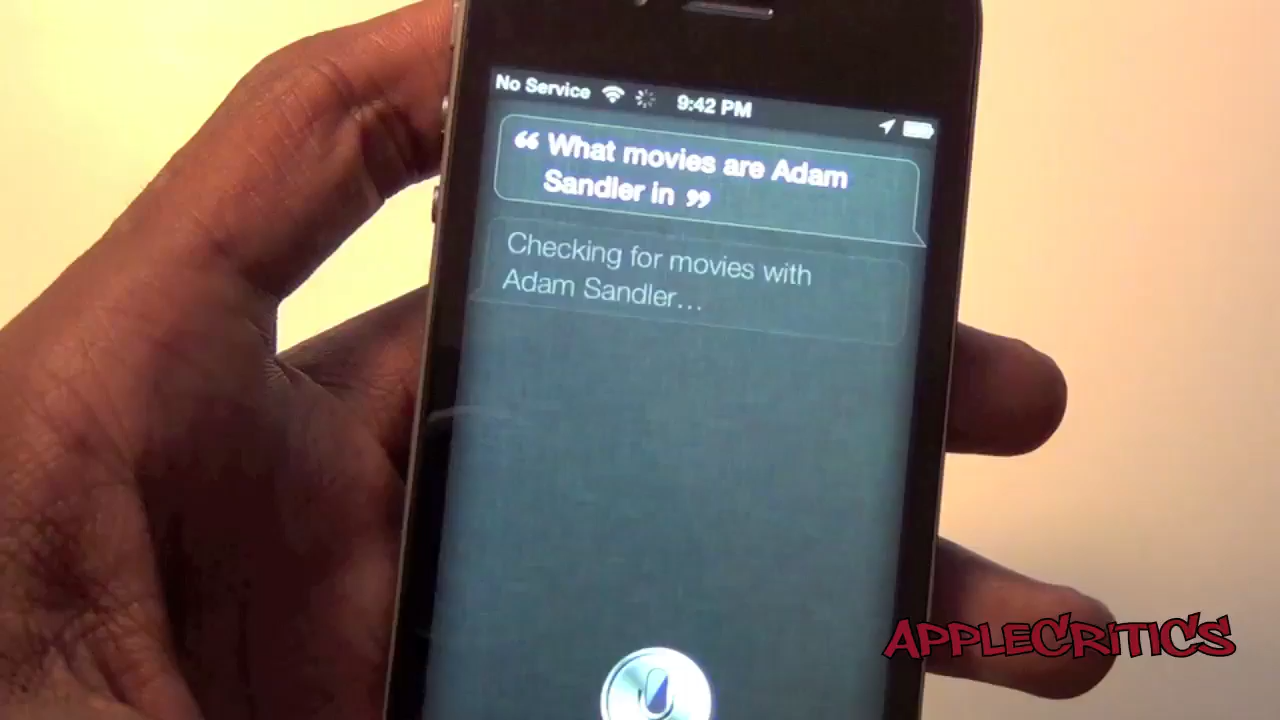 No Service 9:42 PM
“ What movies are Adam
Sandler in ”
Checking for movies with
Adam Sandler...
APPLECRITICS